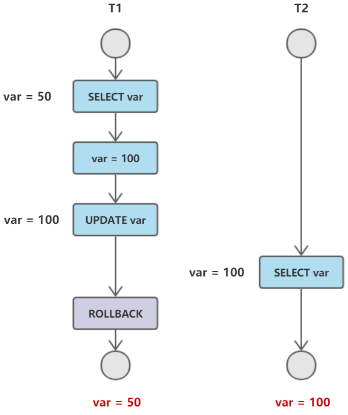 T1 T2
var = 50 SELECT var
var = 100
var = 100 UPDATE var
var = 100 SELECT var
ROLLBACK
var = 50 var = 100